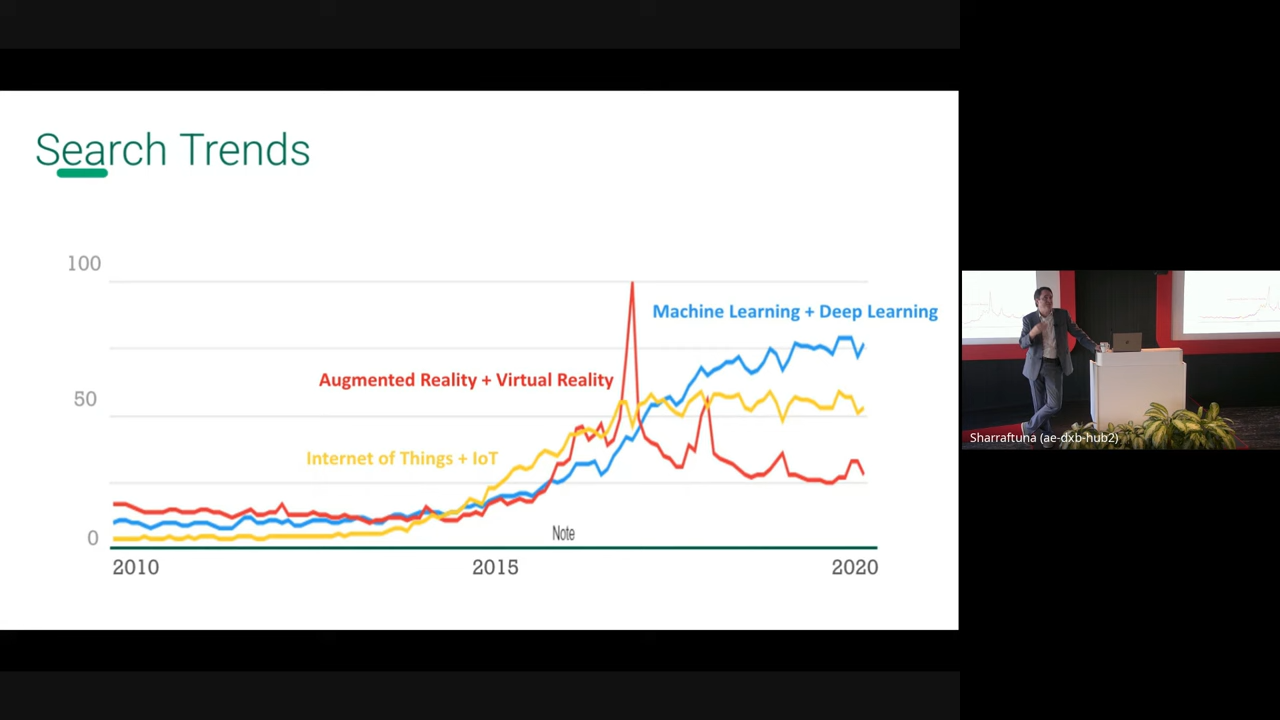 Search Trends
100
Machine Learning + Deep Learning
Augmented Reality + Virtual Reality
50
Internet of Things + IoT
Note
0
2010
2015
2020
Sharraftuna (ae-dxb-hub2)